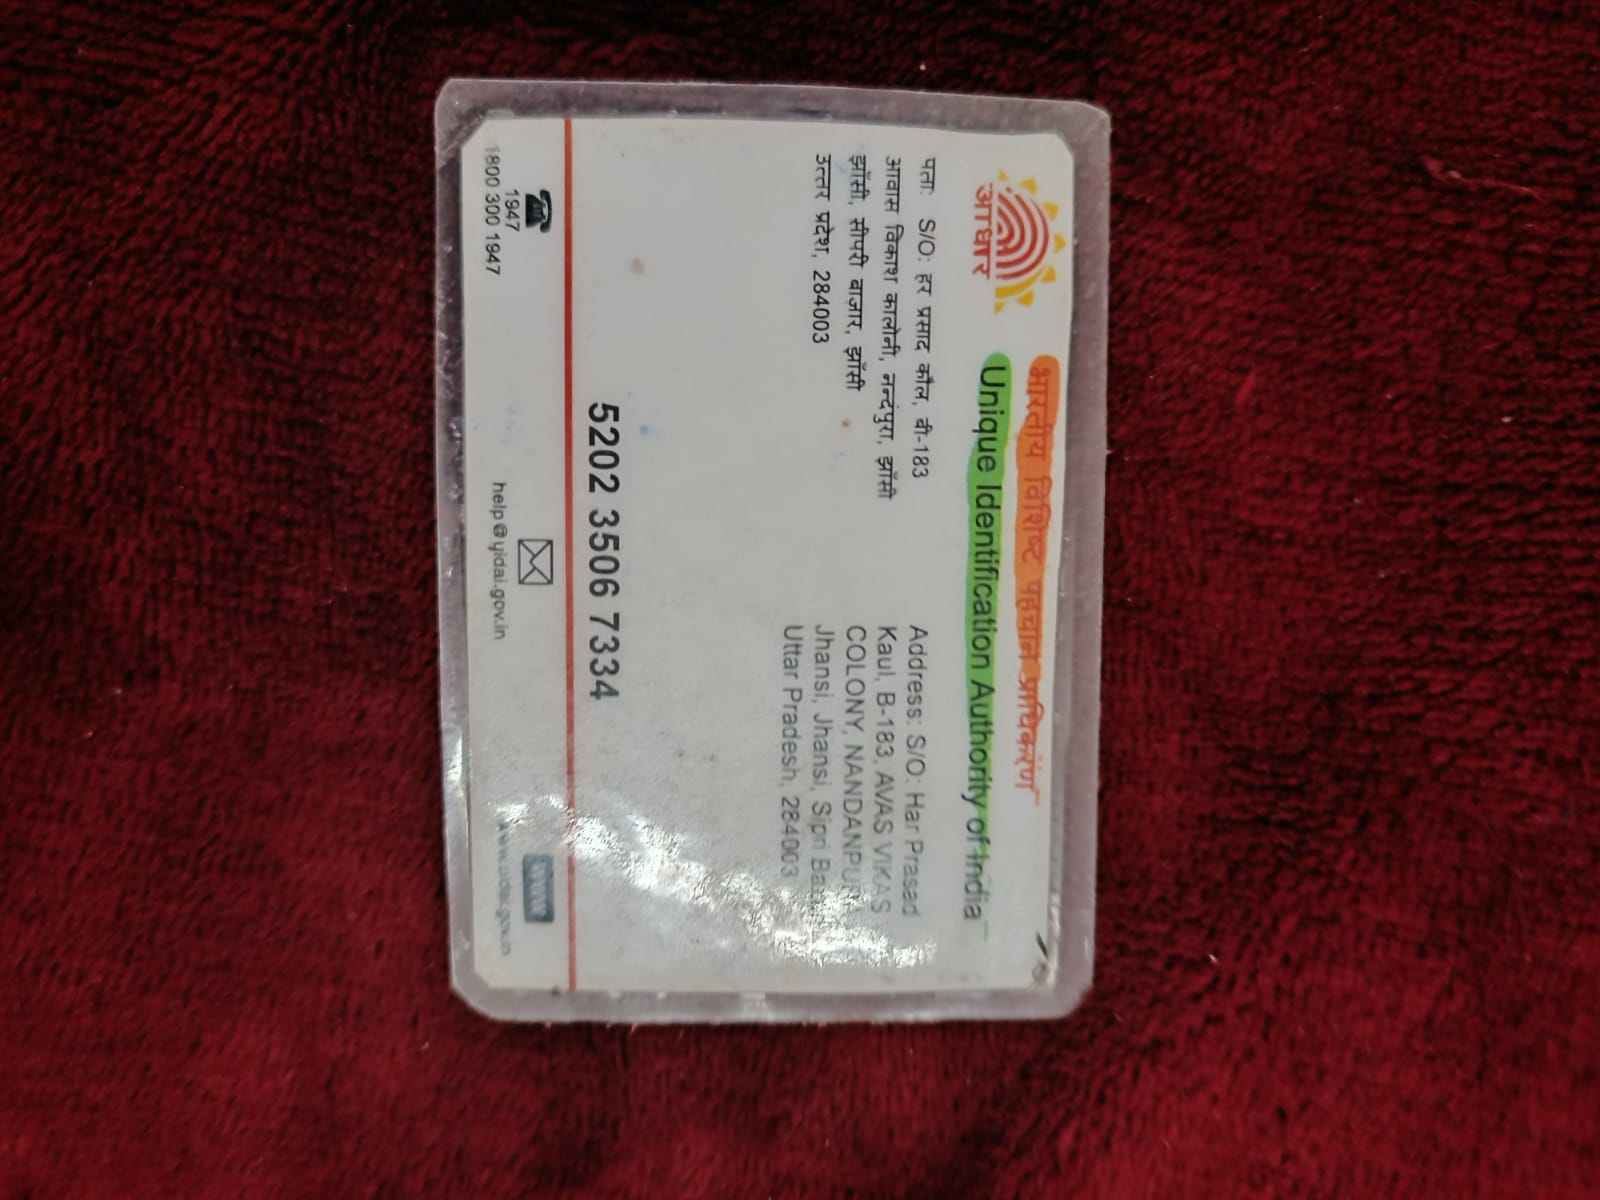 आधार
भारतीय विशिष्ट पहचान प्राधिकरण
Unique Identification Authority of India
पताः S/O: हर प्रसाद कौल, बी-183
आवास विकाश कालोनी, नन्दंपुरा, झाँसी
झाँसी, सीपरी बाजार, झाँसी
उत्तर प्रदेश, 284003
Address: S/O: Har Prasad
Kaul, B-183, AVAS VIKAS
COLONY,
Jhansi, Jhansi, Sipri
Uttar Pradesh, 284003
5202 3506 7334
1947
1800 300 1947
help@uidai.gov.in
www
www.uidai.gov.in